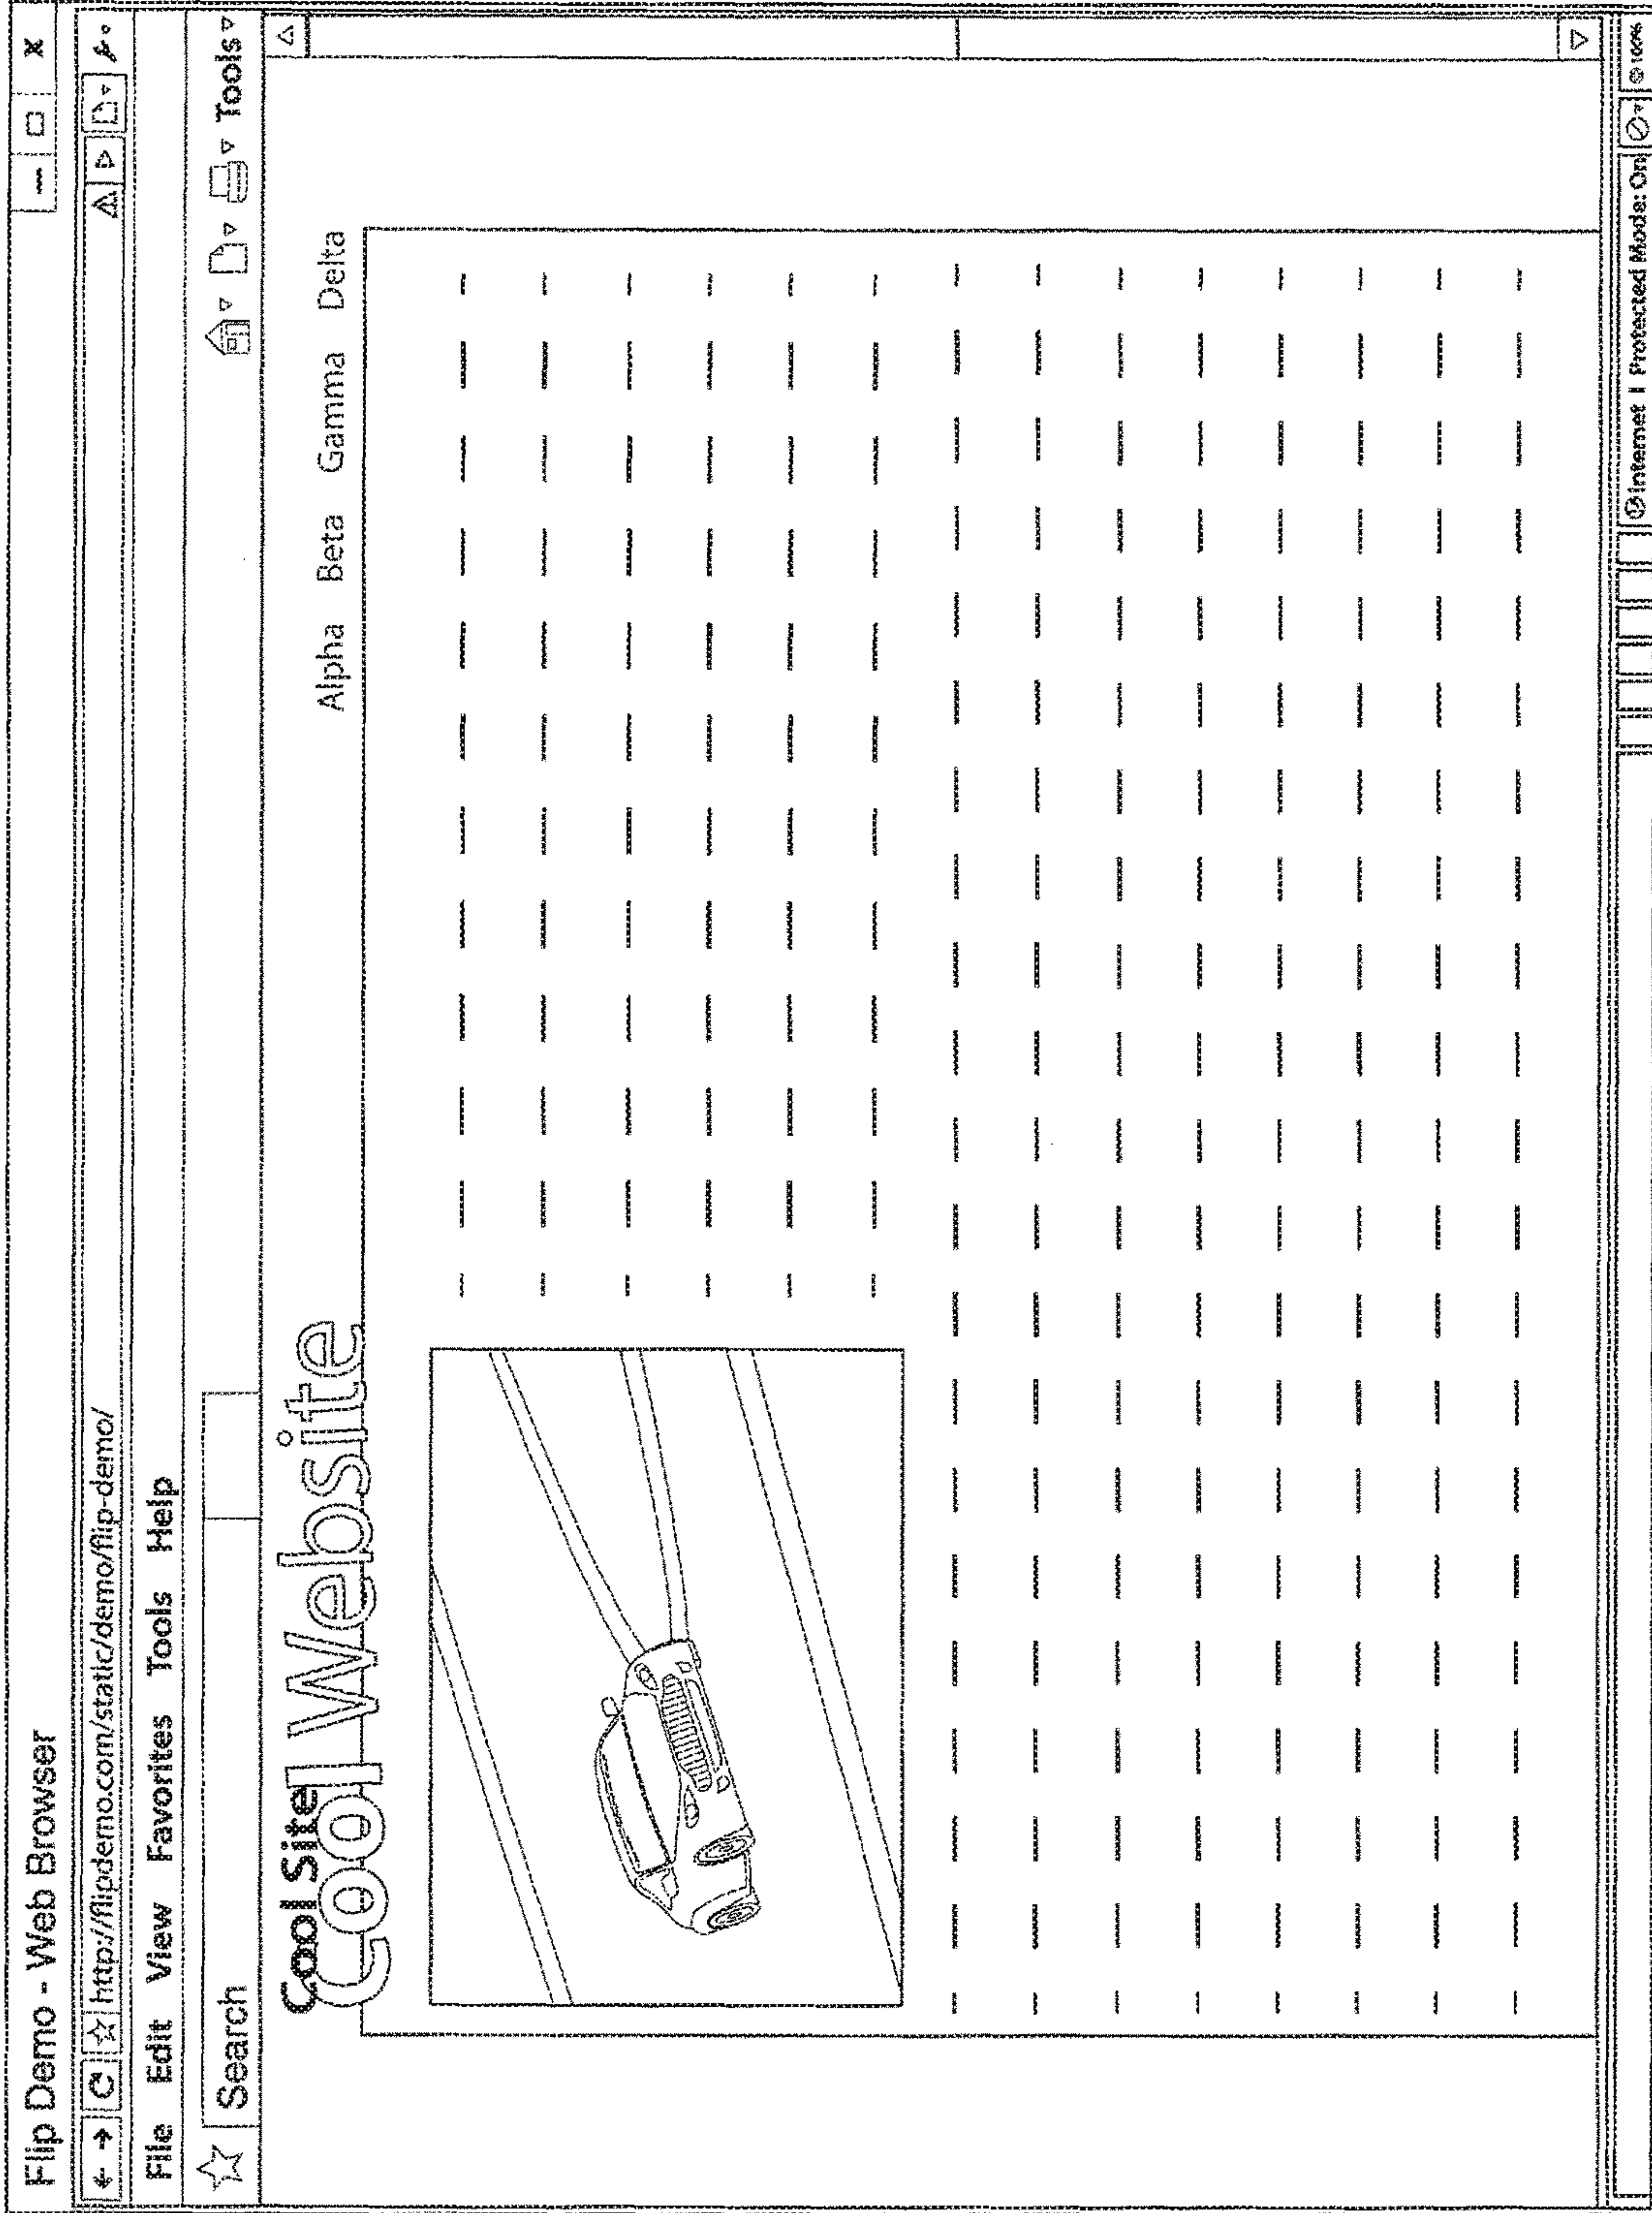 Flip Demo - Web Browser
http://flipdemo.com/static/demo/flip-demo/
File Edit View Favorites Tools Help
Search
Tools
Cool Site
Cool Website
Alpha Beta Gamma Delta
Internet | Protected Mode: On
100%